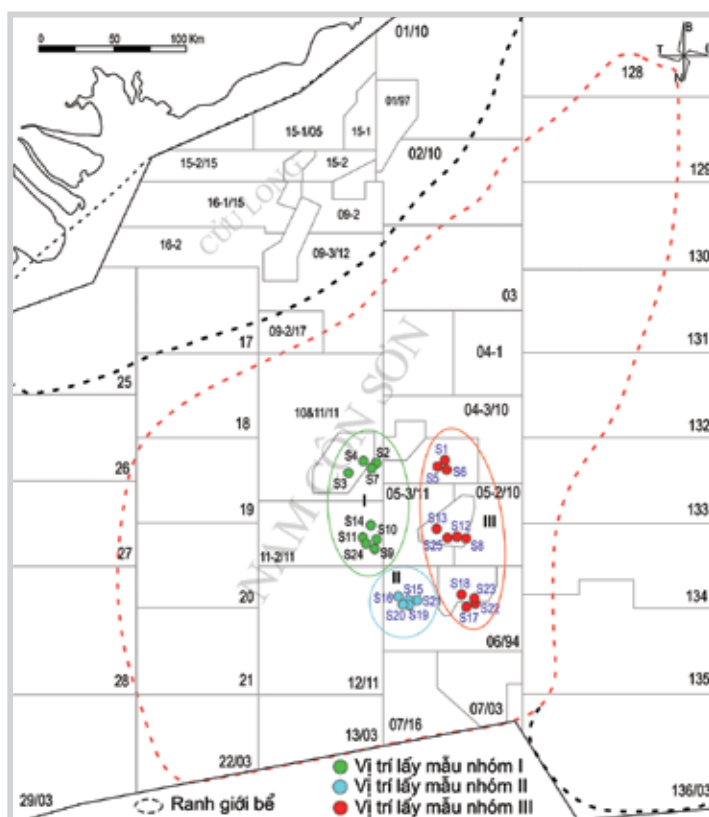 0 50 100 Km
01/10
B
T
N
128
01/97
15-1/05
15-1
02/10
15-2/15
15-2
129
CỬU LONG
16-1/15
09-2
16-2
09-3/12
130
03
09-2/17
17
04-1
131
25
NAM CÔN SƠN
18
10&11/11
04-3/10
132
S4
S2
S1
26
S3
S7
S5
S6
I
05-3/11
05-2/10
19
S14
S10
S13
S12
III
133
S11
S24
S9
S25
S8
27
11-2/11
II
S18
S23
20
S16
S15
S21
134
S20
S19
S17
S22
06/94
28
21
12/11
135
07/03
13/03
07/16
22/03
Vị trí lấy mẫu nhóm I
Vị trí lấy mẫu nhóm II
29/03
Ranh giới bể
Vị trí lấy mẫu nhóm III
136/03